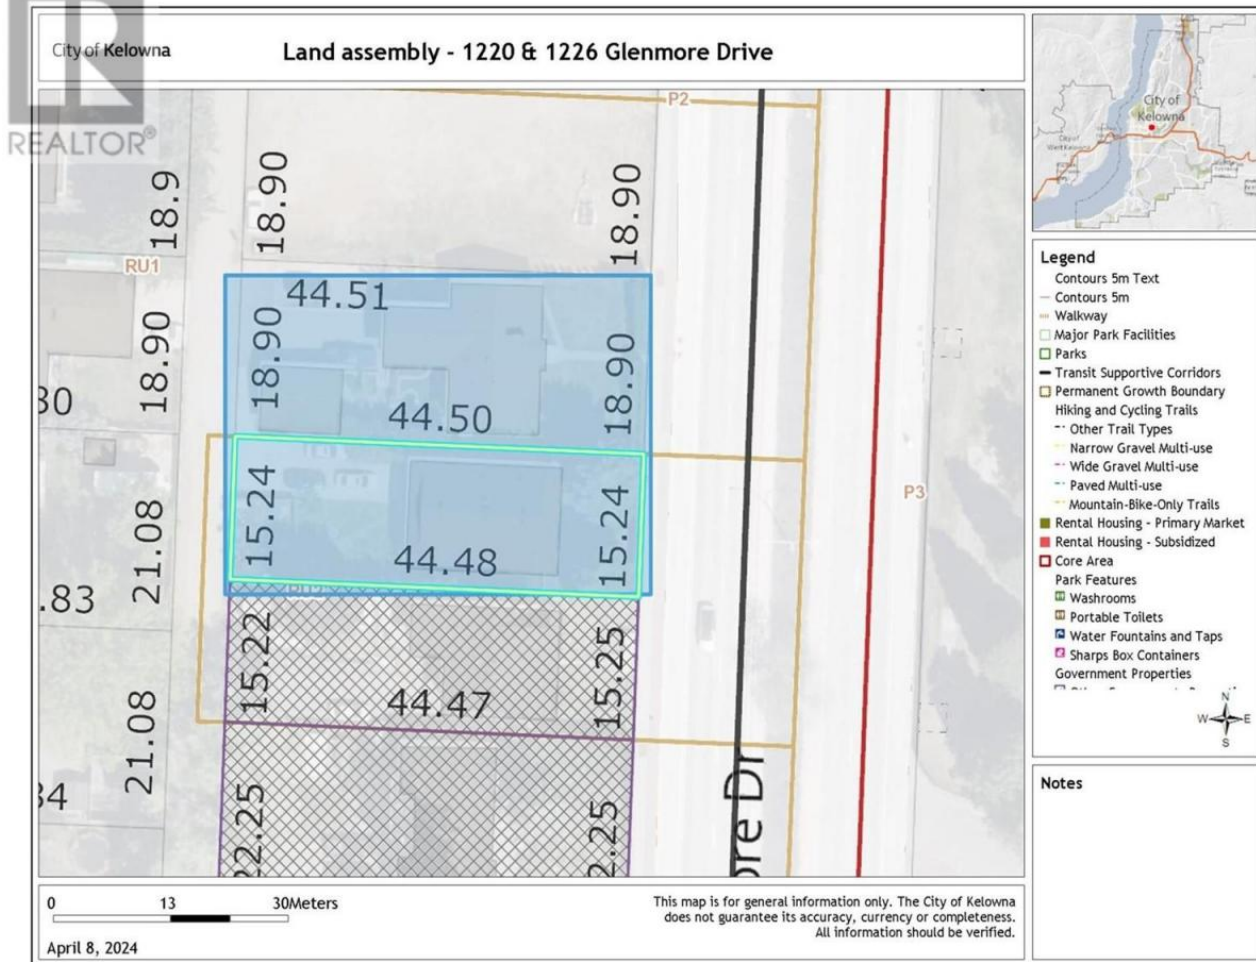 REALTOR®
City of Kelowna
Land assembly - 1220 & 1226 Glenmore Drive
P2
18.9
18.90
18.90
RU1
44.51
18.90
18.90
18.90
30
44.50
15.24
15.24
P3
21.08
44.48
.83
15.22
15.25
44.47
21.08
34
22.25
2.25
ore Dr
City of
Kelowna
City of
West Kelowna
Legend
Contours 5m Text
Contours 5m
Walkway
Major Park Facilities
Parks
Transit Supportive Corridors
Permanent Growth Boundary
Hiking and Cycling Trails
Other Trail Types
Narrow Gravel Multi-use
Wide Gravel Multi-use
Paved Multi-use
Mountain-Bike-Only Trails
Rental Housing - Primary Market
Rental Housing - Subsidized
Core Area
Park Features
Washrooms
Portable Toilets
Water Fountains and Taps
Sharps Box Containers
Government Properties
N
W E
S
Notes
0 13 30Meters
April 8, 2024
This map is for general information only. The City of Kelowna
does not guarantee its accuracy, currency or completeness.
All information should be verified.